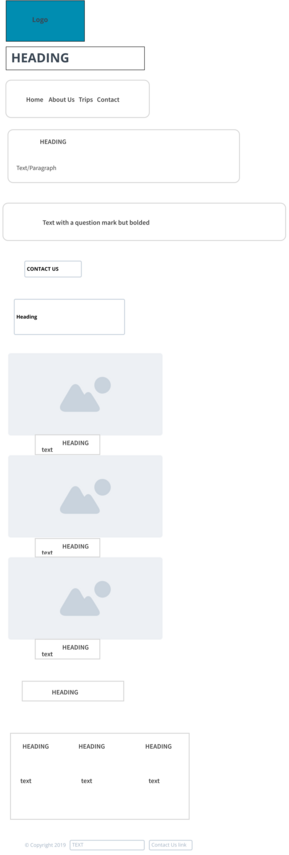 Logo
HEADING
Home About Us Trips Contact
HEADING
Text/Paragraph
Text with a question mark but bolded
CONTACT US
Heading
HEADING
text
HEADING
text
HEADING
text
HEADING
HEADING HEADING HEADING
text text text
© Copyright 2019 TEXT Contact Us link